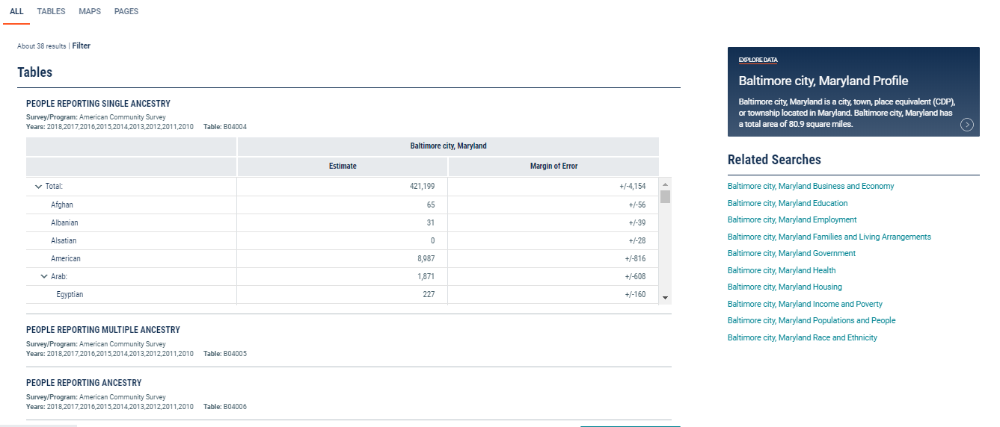 ALL TABLES MAPS PAGES
About 38 results | Filter
Tables
PEOPLE REPORTING SINGLE ANCESTRY
Survey/Program: American Community Survey
Years: 2018,2017,2016,2015,2014,2013,2012,2011,2010 Table: B04004
Baltimore city, Maryland
Estimate Margin of Error
Total: 421,199 +/-4,154
Afghan 65 +/-56
Albanian 31 +/-39
Alsatian 0 +/-28
American 8,987 +/-816
Arab: 1,871 +/-608
Egyptian 227 +/-160
PEOPLE REPORTING MULTIPLE ANCESTRY
Survey/Program: American Community Survey
Years: 2018,2017,2016,2015,2014,2013,2012,2011,2010 Table: B04005
PEOPLE REPORTING ANCESTRY
Survey/Program: American Community Survey
Years: 2018,2017,2016,2015,2014,2013,2012,2011,2010 Table: B04006
EXPLORE DATA
Baltimore city, Maryland Profile
Baltimore city, Maryland is a city, town, place equivalent (CDP),
or township located in Maryland. Baltimore city, Maryland has
a total area of 80.9 square miles.
Related Searches
Baltimore city, Maryland Business and Economy
Baltimore city, Maryland Education
Baltimore city, Maryland Employment
Baltimore city, Maryland Families and Living Arrangements
Baltimore city, Maryland Government
Baltimore city, Maryland Health
Baltimore city, Maryland Housing
Baltimore city, Maryland Income and Poverty
Baltimore city, Maryland Populations and People
Baltimore city, Maryland Race and Ethnicity